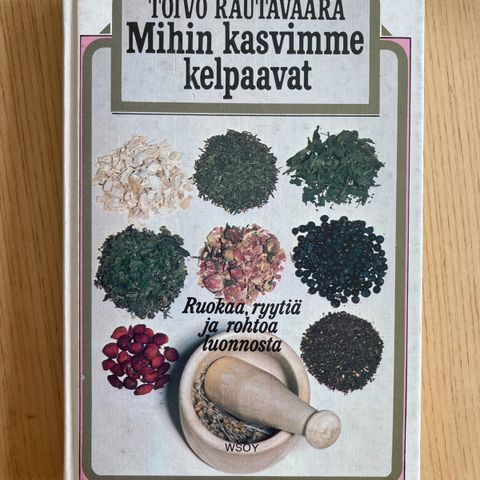 TOIVO RAUTAVAARA
Mihin kasvimme
kelpaavat
Ruokaa, ryytiä
ja rohtoa
luonnosta
WSOY